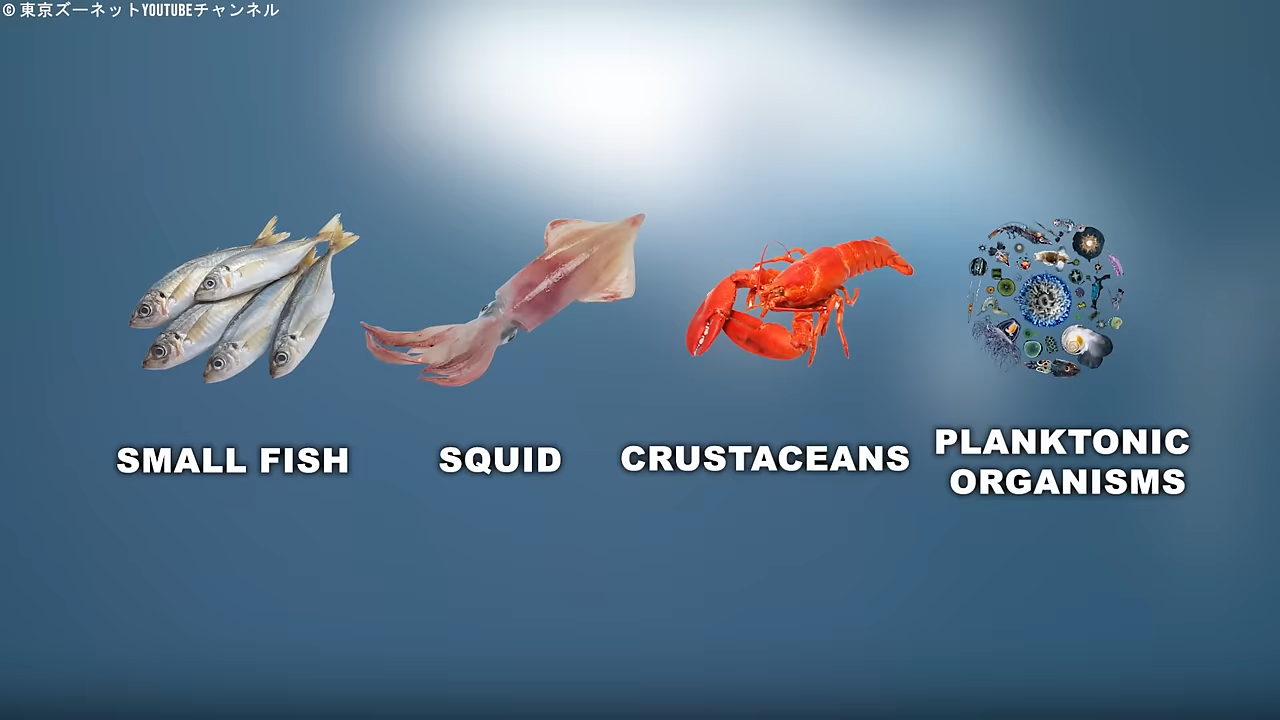 © 東京ズーネットYOUTUBEチャンネル
SMALL FISH
SQUID
CRUSTACEANS
PLANKTONIC
ORGANISMS